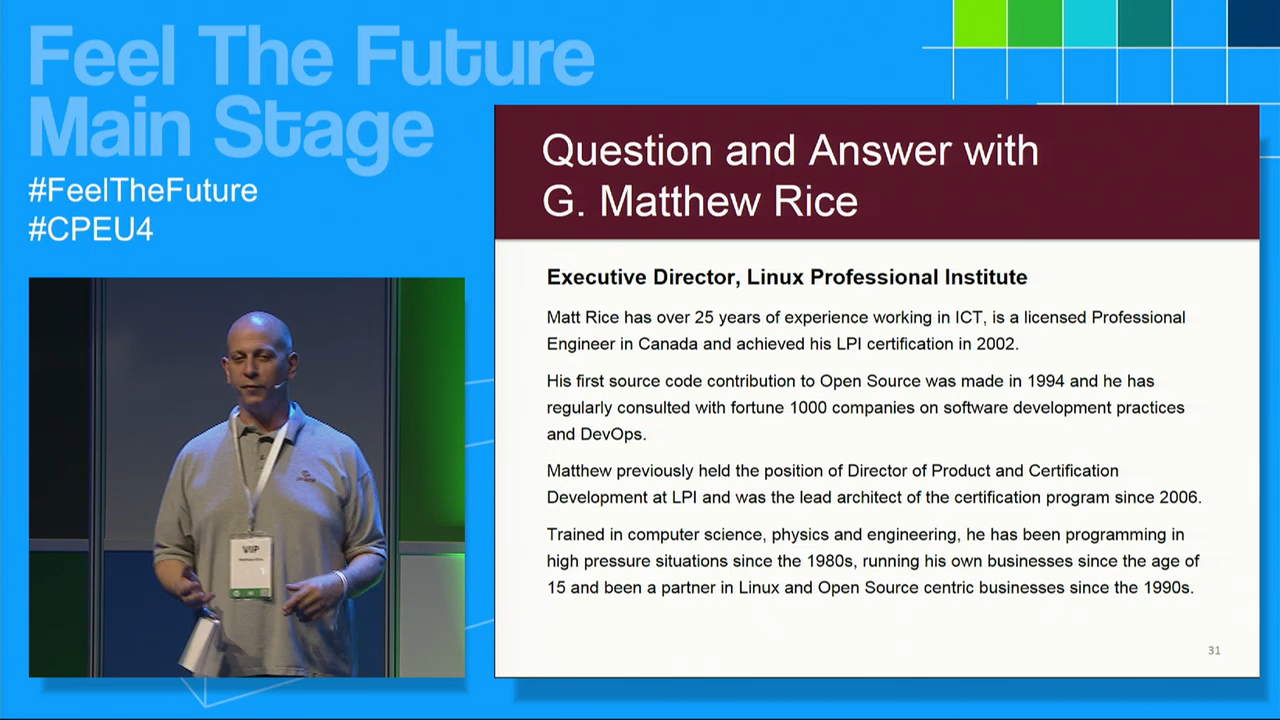 Feel The Future
Main Stage
#FeelTheFuture
#CPEU4
Question and Answer with
G. Matthew Rice
Executive Director, Linux Professional Institute
Matt Rice has over 25 years of experience working in ICT, is a licensed Professional
Engineer in Canada and achieved his LPI certification in 2002.
His first source code contribution to Open Source was made in 1994 and he has
regularly consulted with fortune 1000 companies on software development practices
and DevOps.
Matthew previously held the position of Director of Product and Certification
Development at LPI and was the lead architect of the certification program since 2006.
Trained in computer science, physics and engineering, he has been programming in
high pressure situations since the 1980s, running his own businesses since the age of
15 and been a partner in Linux and Open Source centric businesses since the 1990s.
31